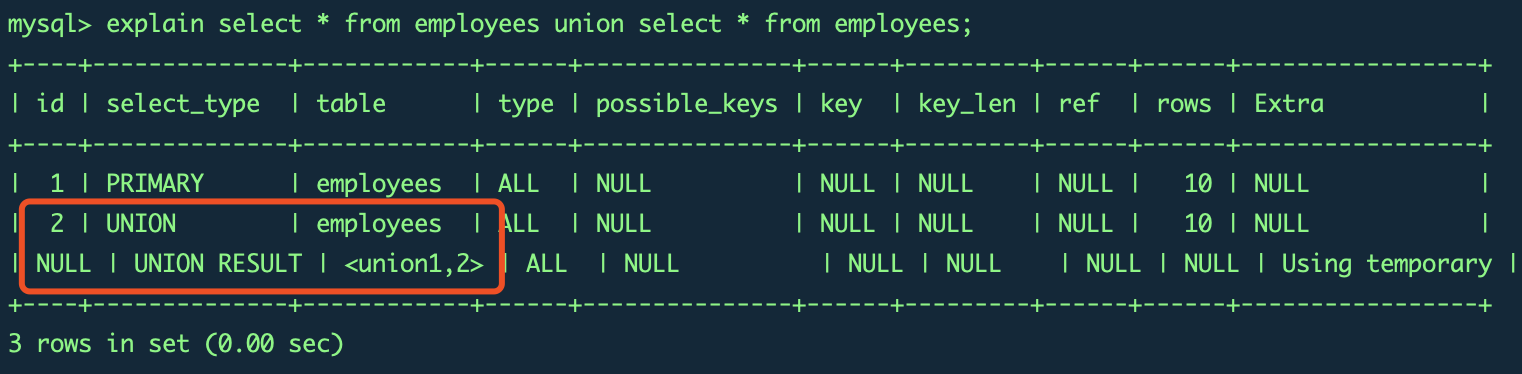 mysql> explain select * from employees union select * from employees;
+----+--------------+------------+------+---------------+------+---------+------+------+-----------------+
| id | select_type  | table      | type | possible_keys | key  | key_len | ref  | rows | Extra           |
+----+--------------+------------+------+---------------+------+---------+------+------+-----------------+
|  1 | PRIMARY      | employees  | ALL  | NULL          | NULL | NULL    | NULL |   10 | NULL            |
|  2 | UNION        | employees  | ALL  | NULL          | NULL | NULL    | NULL |   10 | NULL            |
| NULL | UNION RESULT | <union1,2> | ALL  | NULL          | NULL | NULL    | NULL | NULL | Using temporary |
+----+--------------+------------+------+---------------+------+---------+------+------+-----------------+
3 rows in set (0.00 sec)